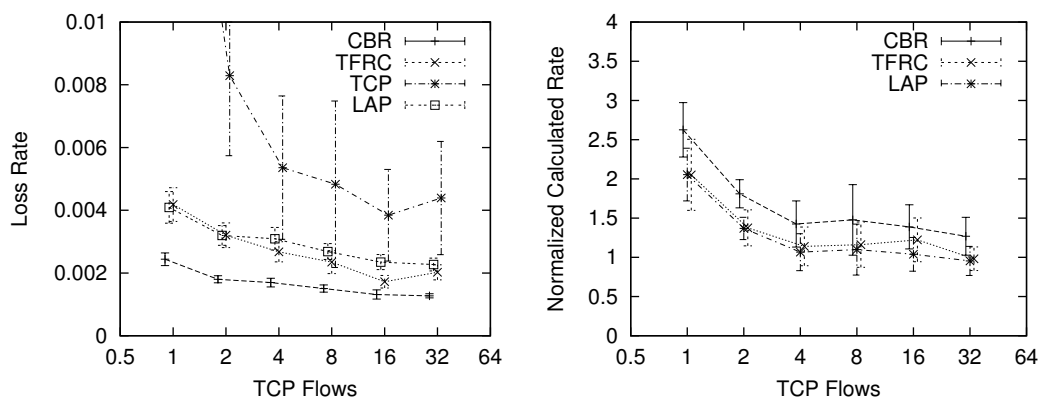 0.01
0.008
0.006
0.004
0.002
0
Loss Rate
0.5 1 2 4 8 16 32 64
TCP Flows
CBR
TFRC
TCP
LAP
4
3.5
3
2.5
2
1.5
1
0.5
0
Normalized Calculated Rate
0.5 1 2 4 8 16 32 64
TCP Flows
CBR
TFRC
LAP